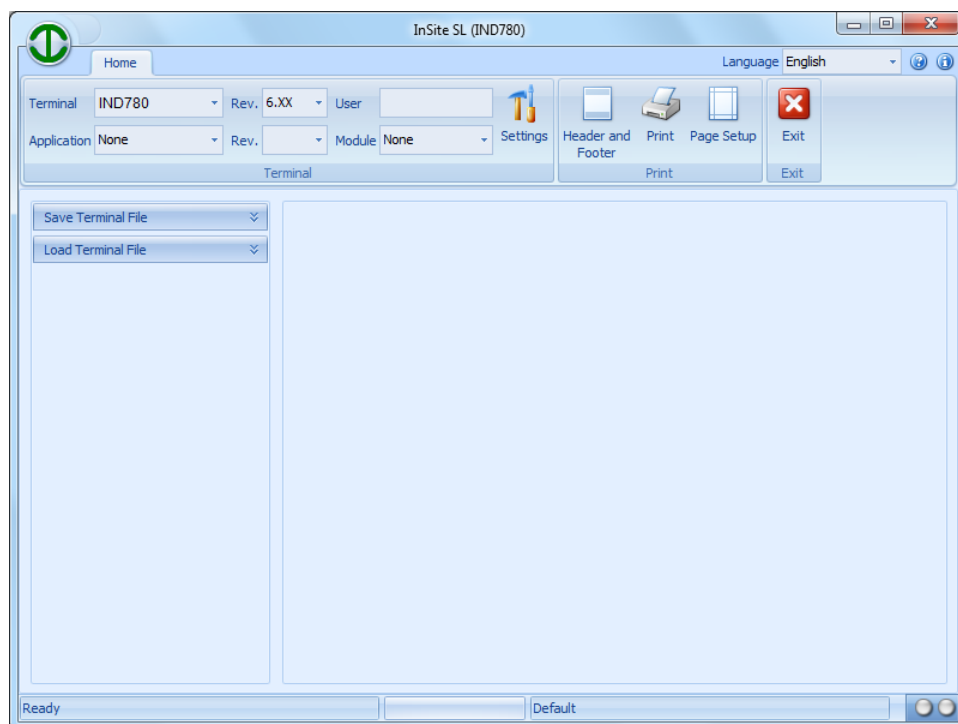 InSite SL (IND780)
Home
Language English
Terminal IND780 Rev. 6.XX User
Application None Rev. Module None
Settings
Header and Footer
Print
Page Setup
Exit
Terminal
Print
Exit
Save Terminal File
Load Terminal File
Ready
Default